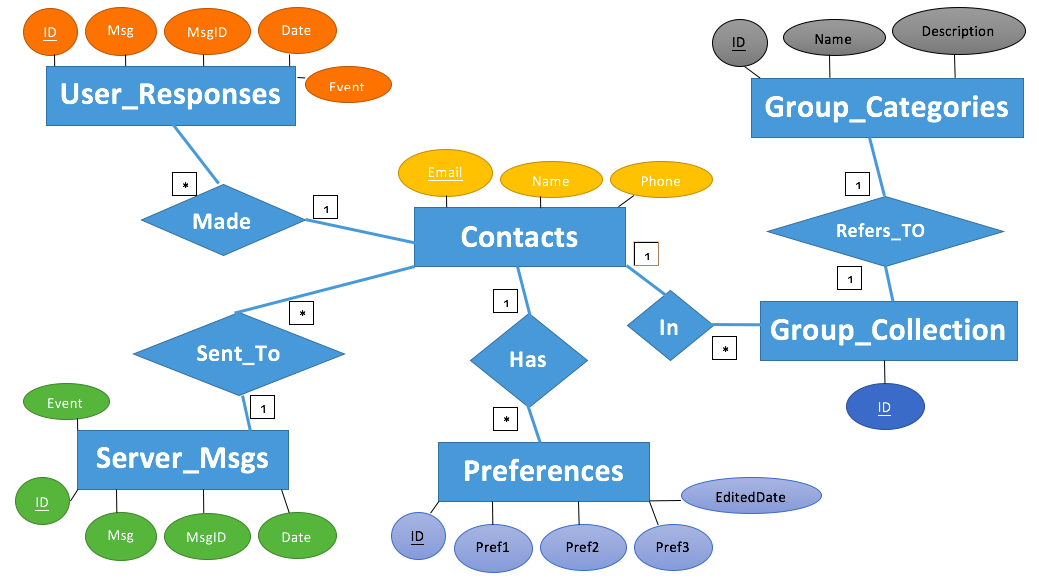 ID
Msg
MsgID
Date
Event
User_Responses
ID
Name
Description
Group_Categories
*
Made
1
Email
Name
Phone
Contacts
1
Refers_TO
1
Group_Collection
ID
1
In
*
*
Sent_To
1
1
Has
*
Event
Server_Msgs
ID
Msg
MsgID
Date
Preferences
EditedDate
ID
Pref1
Pref2
Pref3